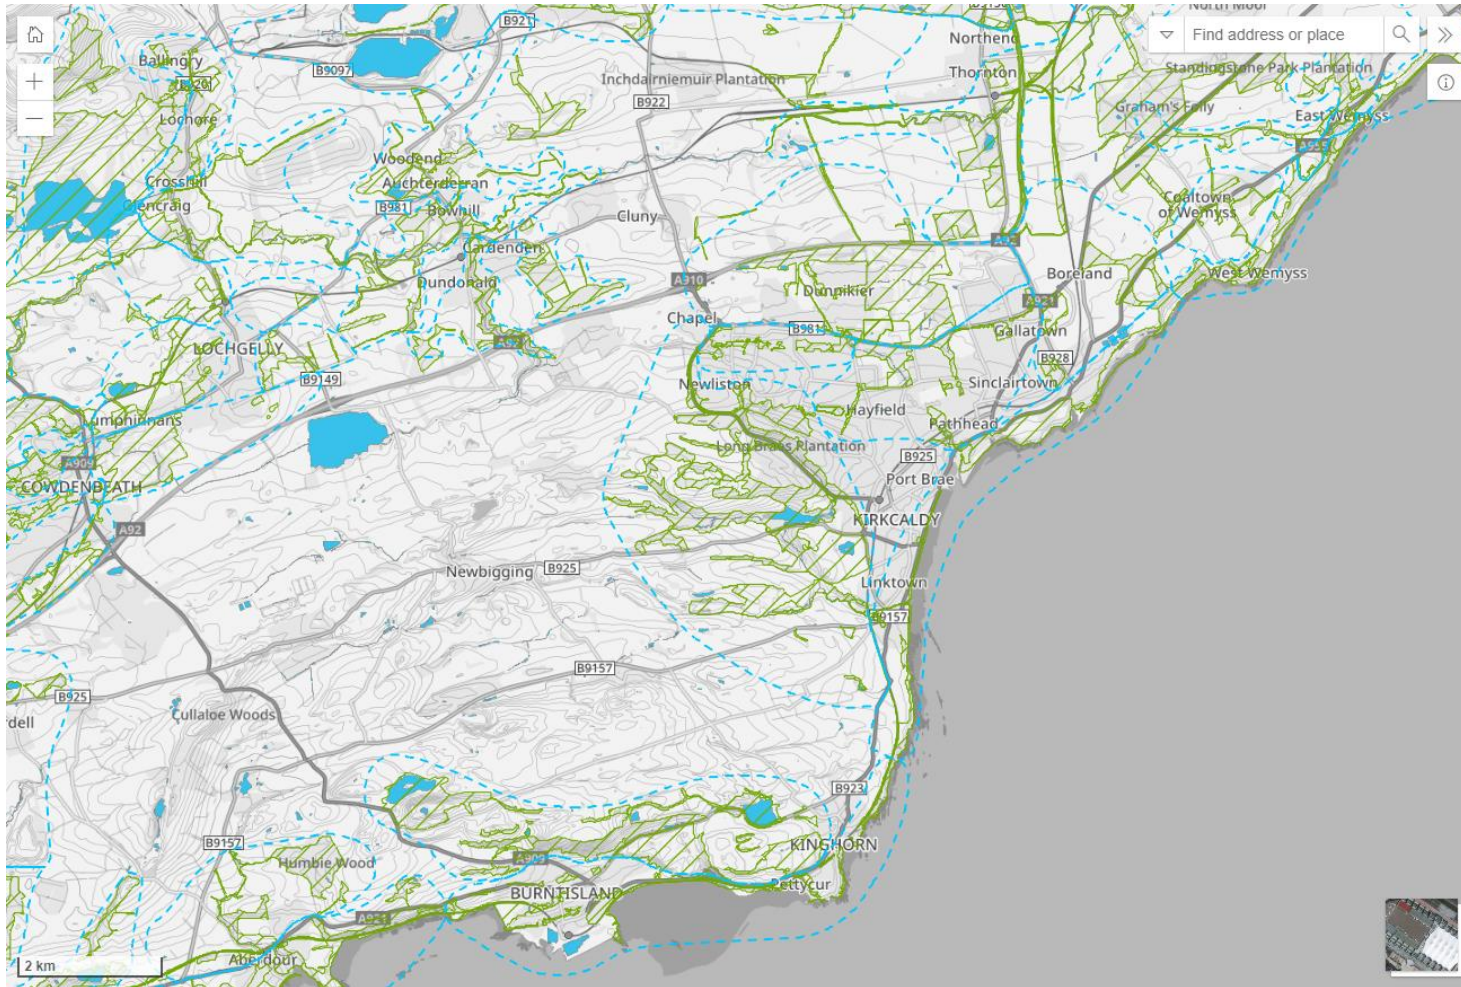 North Moor
B921
Ballingry
B9097
B920
Lochore
Inchdairniemuir Plantation
B922
Northend
Thornton
Find address or place
Standingstone Park Plantation
Graham's Folly
East Wemyss
Woodend
Auchterderran
Crosshill
Glencraig
B981
Bowhill
Cluny
Coaltown
of Wemyss
Cardenden
A92
Dundonald
A910
Dunnikier
Boreland
West Wemyss
A921
Chapel
B981
Gallatown
LOCHGELLY
B928
B9149
Newliston
Sinclairtown
Hayfield
Pathhead
umphinnans
Long Braes Plantation
B925
A909
COWDENBEATH
Port Brae
KIRKCALDY
A92
Newbigging
B925
Linktown
B9157
B9157
B925
rdell
Cullaloe Woods
B923
B9157
KINGHORN
Humbie Wood
A909
BURNTISLAND
Pettycur
A921
Aberdour
2 km